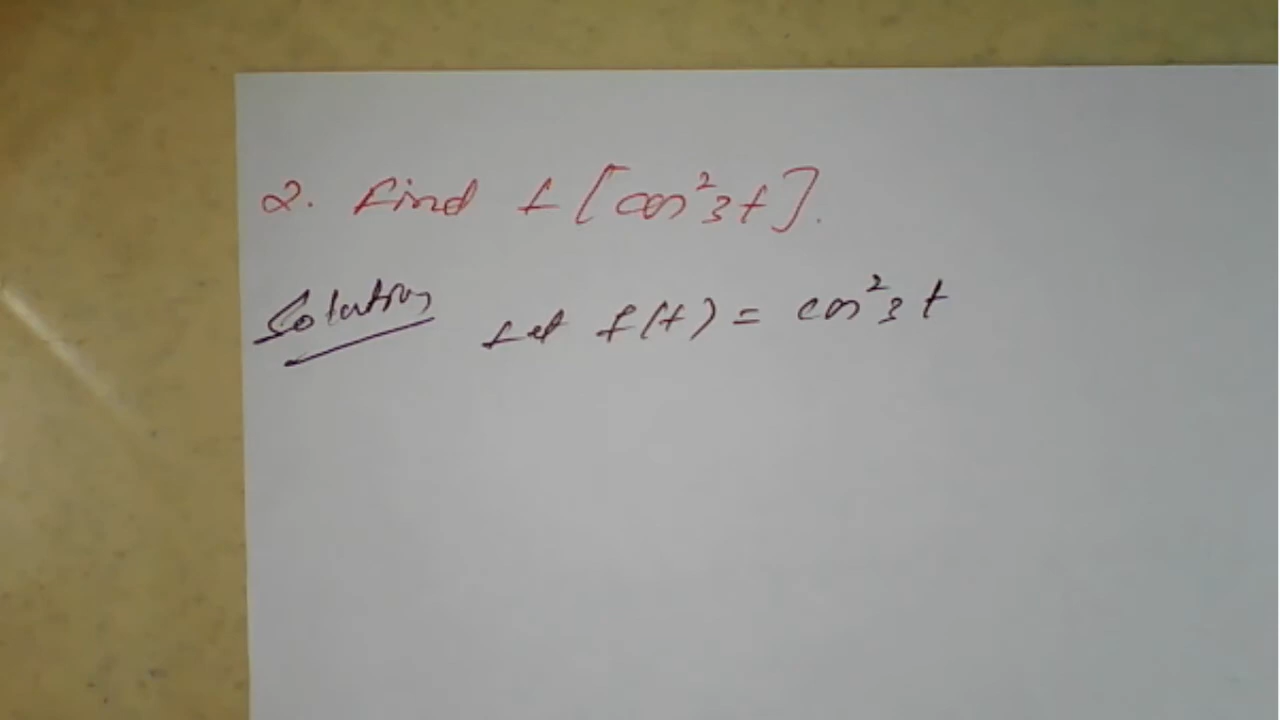 2. Find L[cos²3t].
Solution Let f(t) = cos²3t